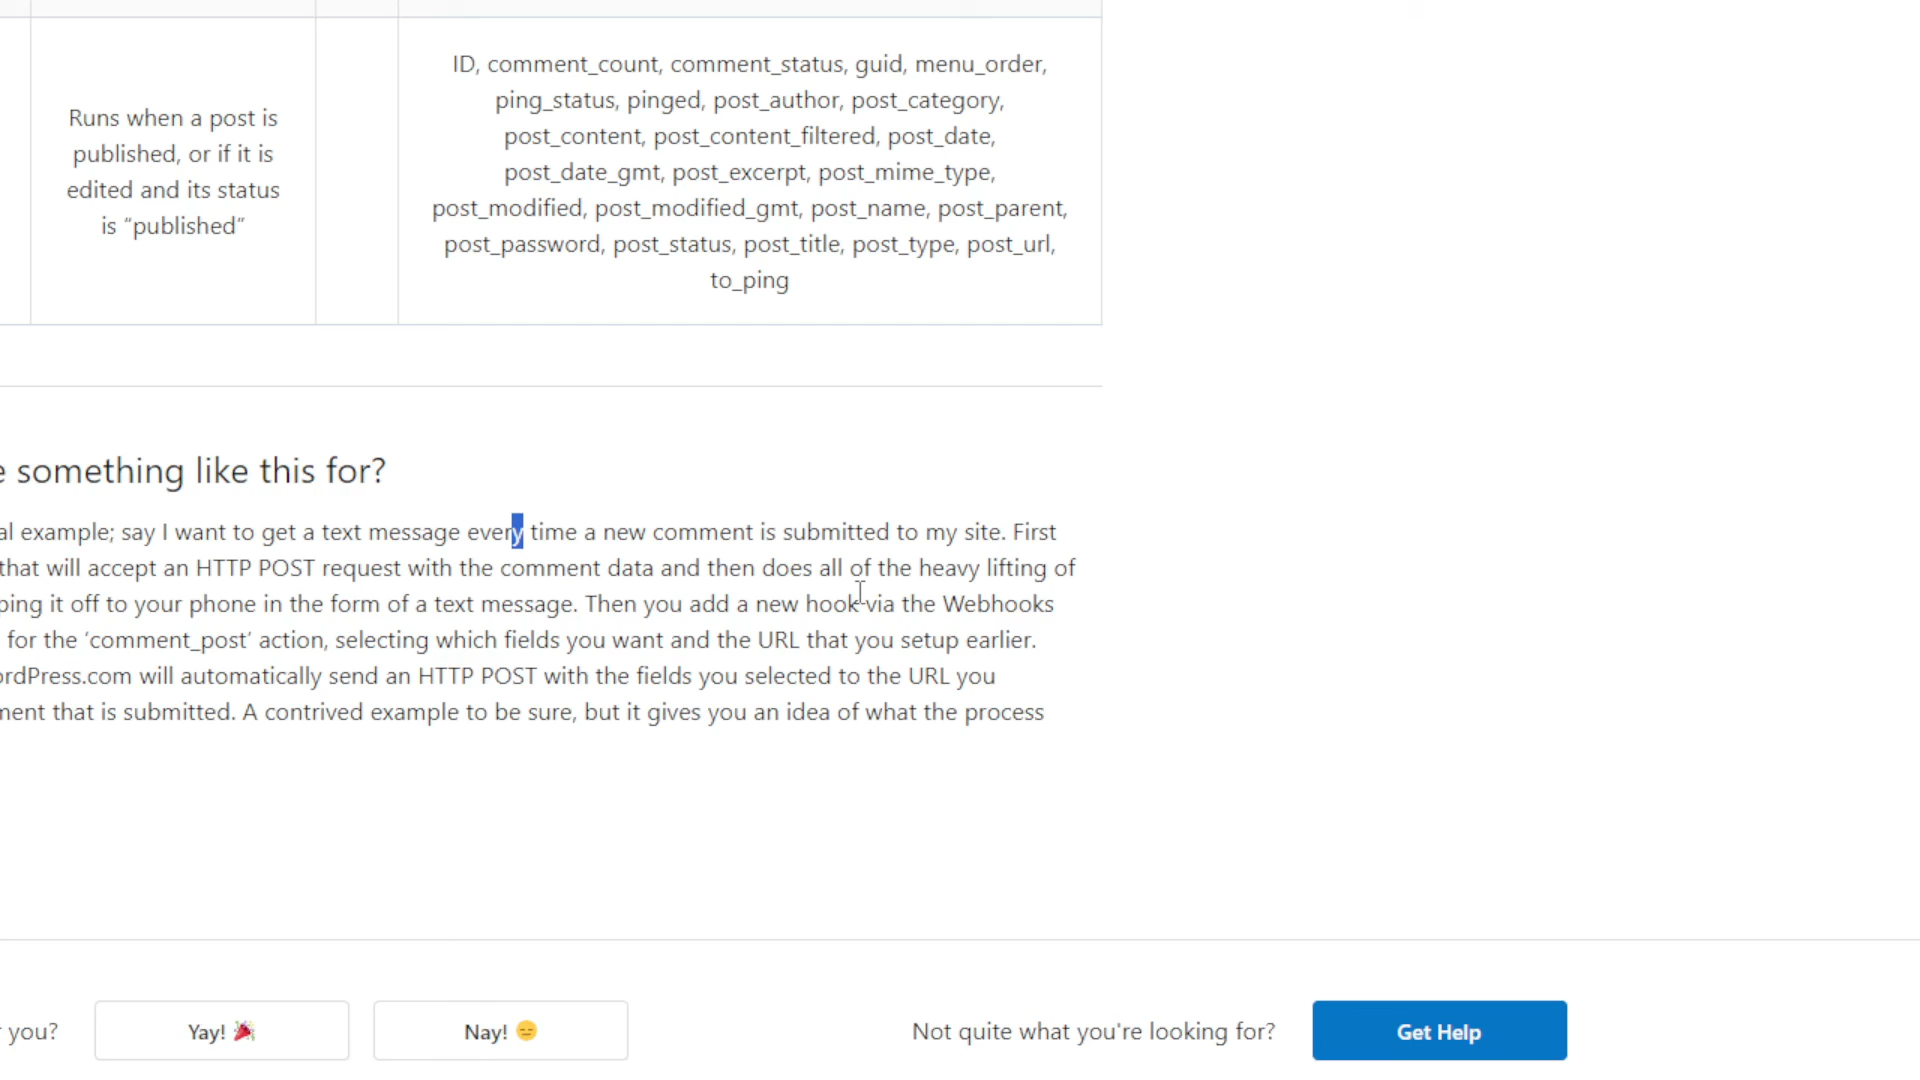 ID, comment_count, comment_status, guid, menu_order,
ping_status, pinged, post_author, post_category,
post_content, post_content_filtered, post_date,
post_date_gmt, post_excerpt, post_mime_type,
post_modified, post_modified_gmt, post_name, post_parent,
post_password, post_status, post_title, post_type, post_url,
to_ping
Runs when a post is
published, or if it is
edited and its status
is “published”
something like this for?
example; say I want to get a text message every time a new comment is submitted to my site. First
that will accept an HTTP POST request with the comment data and then does all of the heavy lifting of
it off to your phone in the form of a text message. Then you add a new hook via the Webhooks
for the ‘comment_post’ action, selecting which fields you want and the URL that you setup earlier.
rdPress.com will automatically send an HTTP POST with the fields you selected to the URL you
ment that is submitted. A contrived example to be sure, but it gives you an idea of what the process
you?
Yay! 🎉
Nay! 😑
Not quite what you're looking for?
Get Help